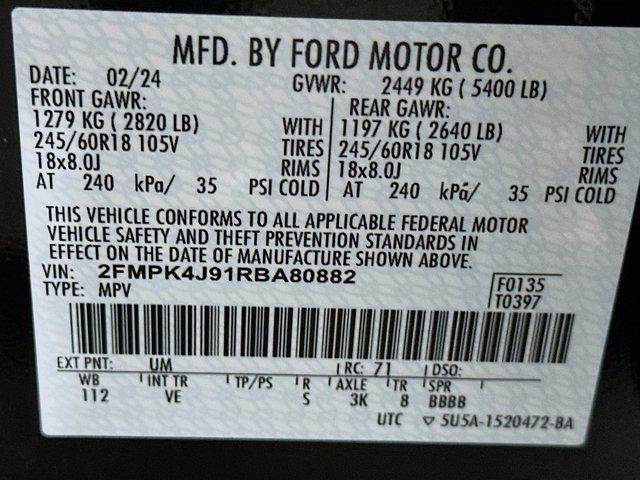 MFD. BY FORD MOTOR CO.
DATE: 02/24 GVWR: 2449 KG ( 5400 LB)
FRONT GAWR: REAR GAWR:
1279 KG ( 2820 LB) WITH 1197 KG ( 2640 LB) WITH
245/60R18 105V TIRES 245/60R18 105V TIRES
18x8.0J RIMS 18x8.0J RIMS
AT 240 kPa/ 35 PSI COLD AT 240 kPa/ 35 PSI COLD
THIS VEHICLE CONFORMS TO ALL APPLICABLE FEDERAL MOTOR
VEHICLE SAFETY AND THEFT PREVENTION STANDARDS IN
EFFECT ON THE DATE OF MANUFACTURE SHOWN ABOVE.
VIN: 2FMPK4J91RBA80882 F0135
TYPE: MPV T0397
EXT PNT: UM RC: 71 DSO:
WB INT TR TP/PS R AXLE TR SPR
112 VE S 3K 8 BBBB
UTC ▽ 5U5A-1520472-BA